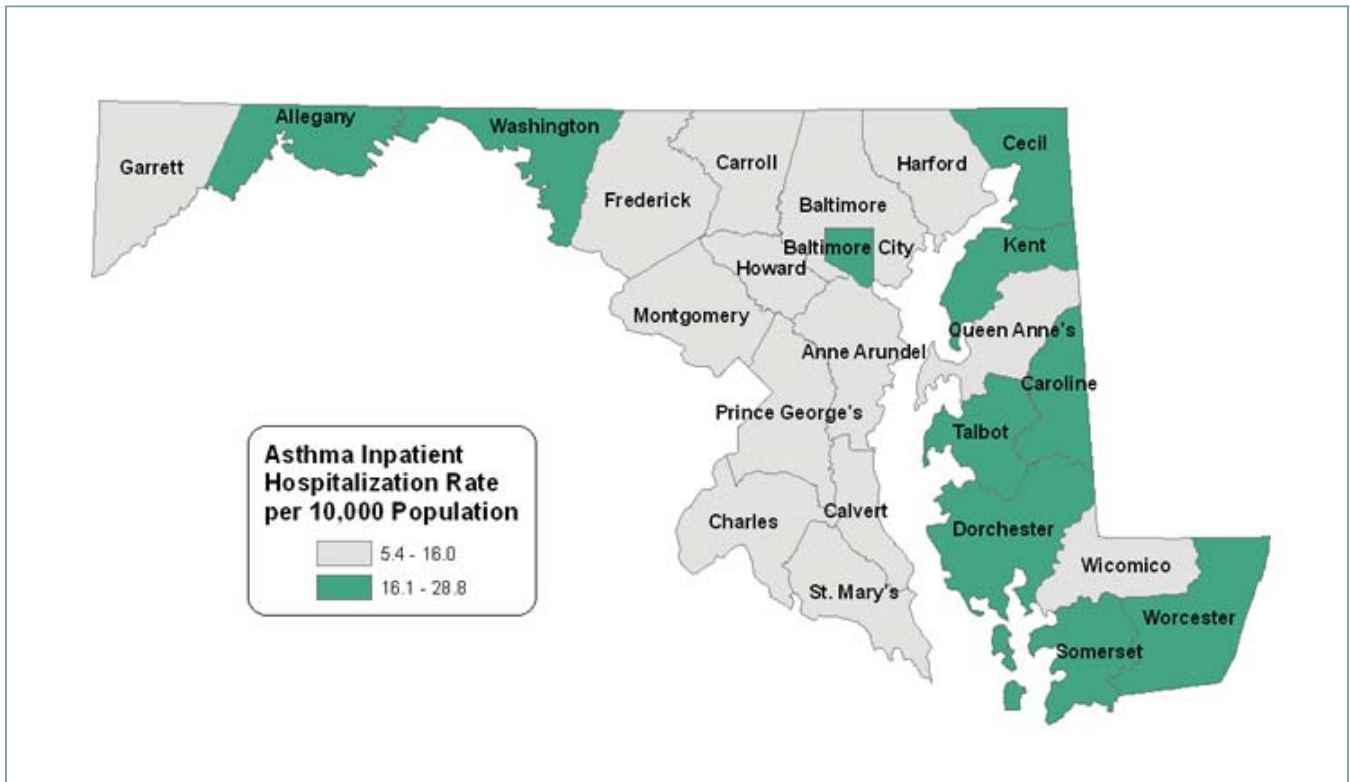 Allegany
Washington
Cecil
Garrett
Carroll
Harford
Frederick
Baltimore
Baltimore City
Kent
Howard
Montgomery
Queen Anne's
Anne Arundel
Caroline
Prince George's
Talbot
Asthma Inpatient
Hospitalization Rate
per 10,000 Population
5.4 - 16.0
16.1 - 28.8
Charles
Calvert
Dorchester
Wicomico
St. Mary's
Worcester
Somerset